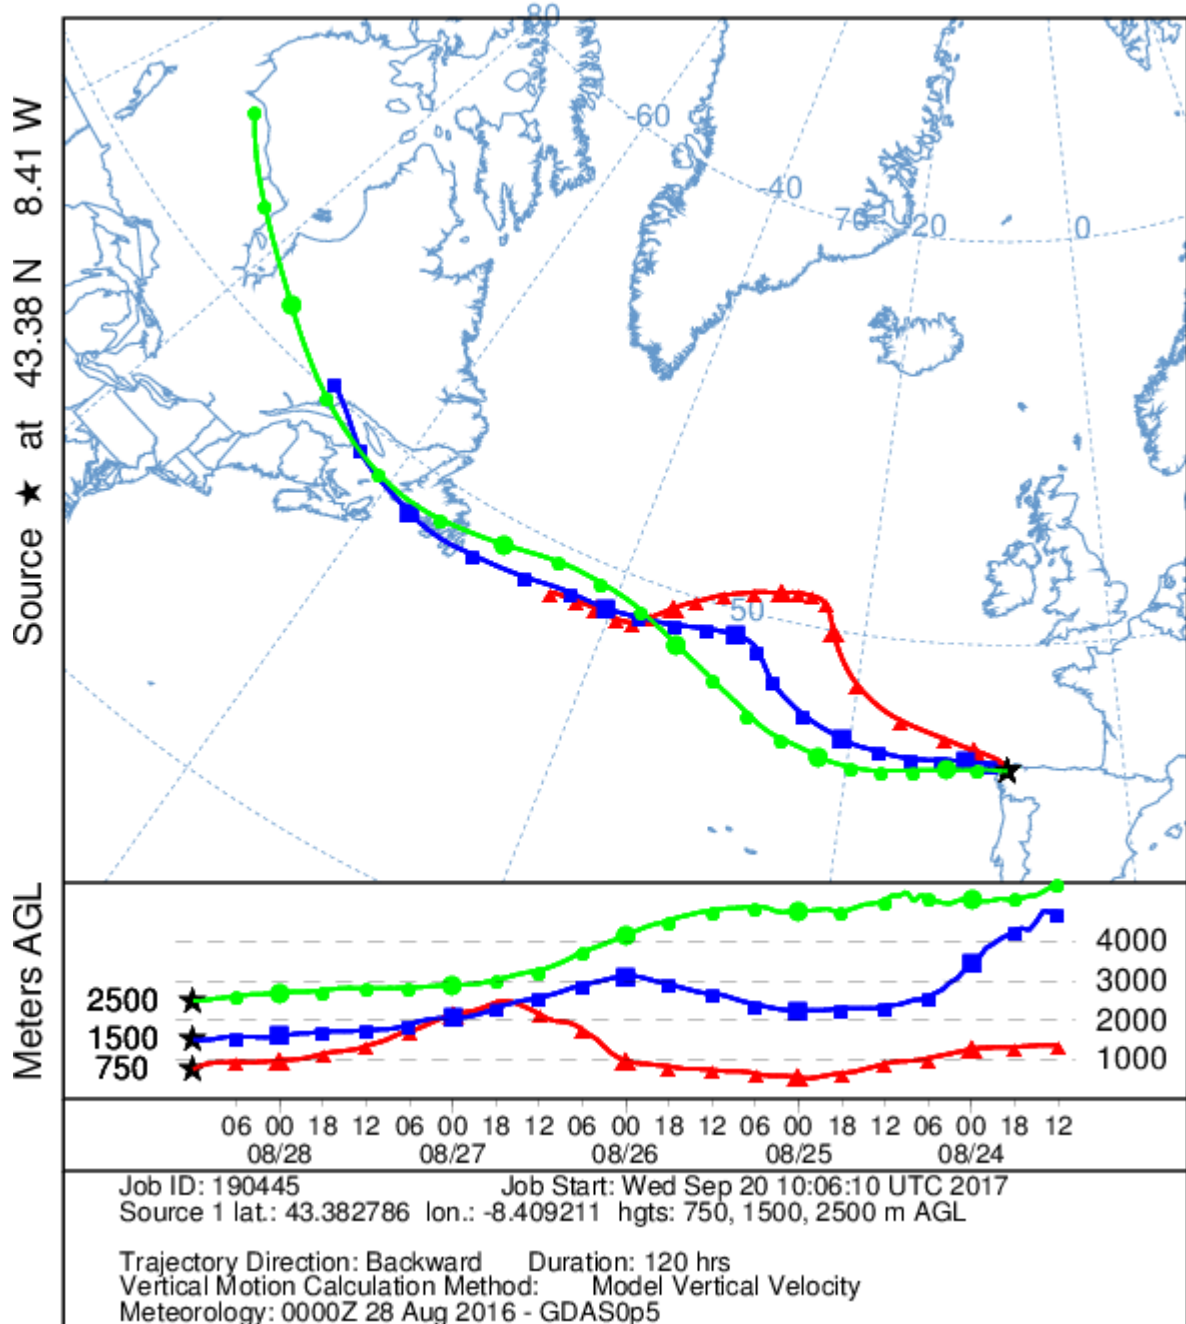 Source ★ at 43.38 N 8.41 W
80
-60
-40
70
-20
0
50
Meters AGL
2500
1500
750
4000
3000
2000
1000
06 00 18 12 06 00 18 12 06 00 18 12 06 00 18 12 06 00 18 12
08/28 08/27 08/26 08/25 08/24
Job ID: 190445 Job Start: Wed Sep 20 10:06:10 UTC 2017
Source 1 lat.: 43.382786 lon.: -8.409211 hgts: 750, 1500, 2500 m AGL
Trajectory Direction: Backward Duration: 120 hrs
Vertical Motion Calculation Method: Model Vertical Velocity
Meteorology: 0000Z 28 Aug 2016 - GDAS0p5